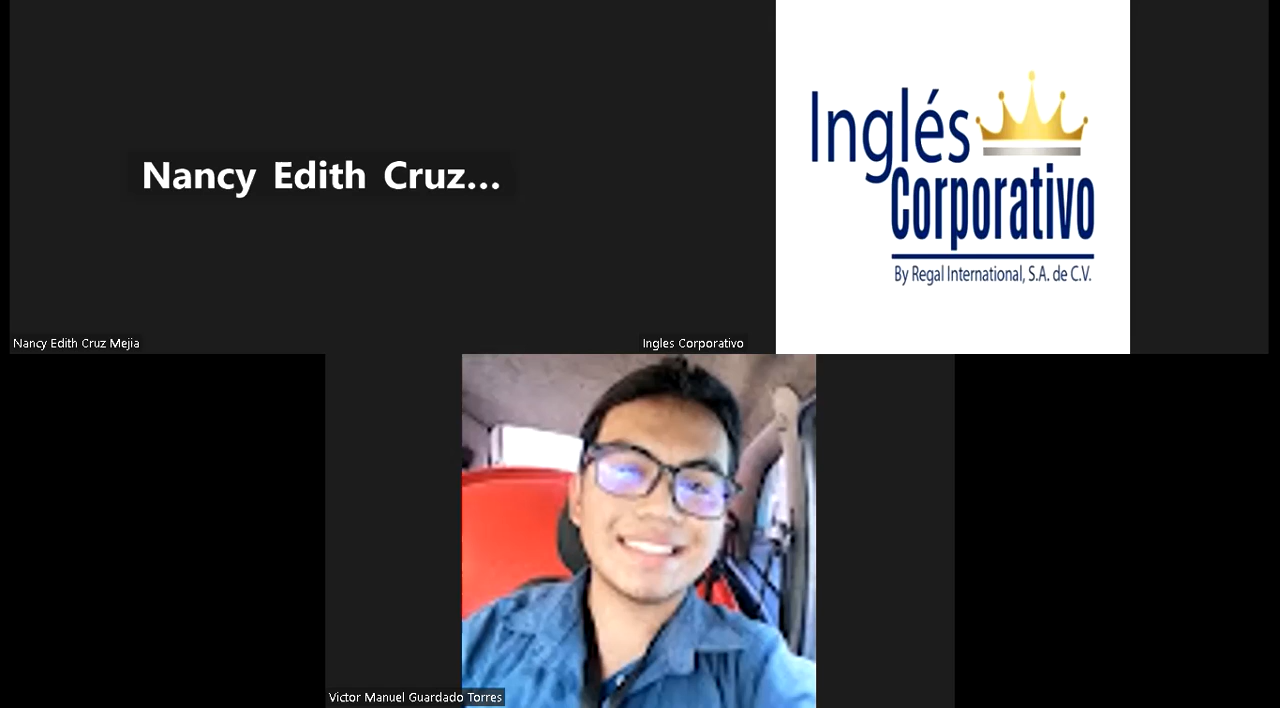 Nancy Edith Cruz...
Inglés
Corporativo
By Regal International, S.A. de C.V.
Nancy Edith Cruz Mejia
Ingles Corporativo
Victor Manuel Guardado Torres